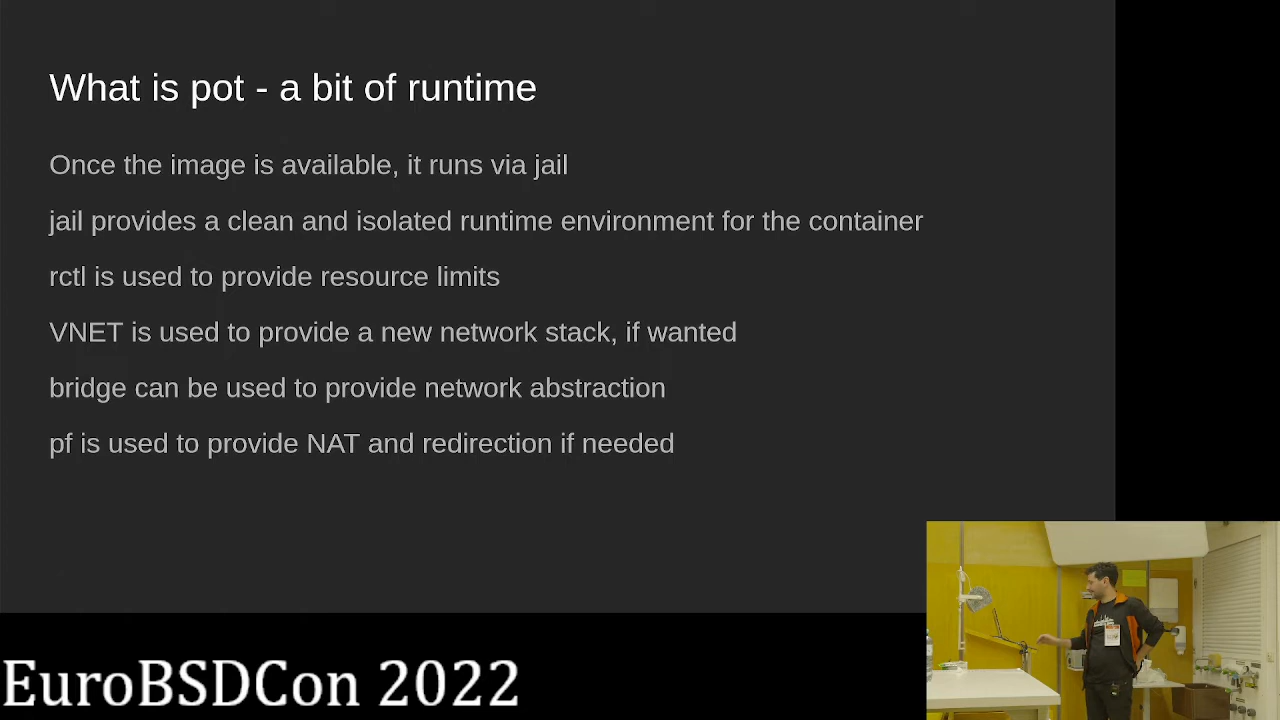 What is pot - a bit of runtime
Once the image is available, it runs via jail
jail provides a clean and isolated runtime environment for the container
rctl is used to provide resource limits
VNET is used to provide a new network stack, if wanted
bridge can be used to provide network abstraction
pf is used to provide NAT and redirection if needed
EuroBSDCon 2022